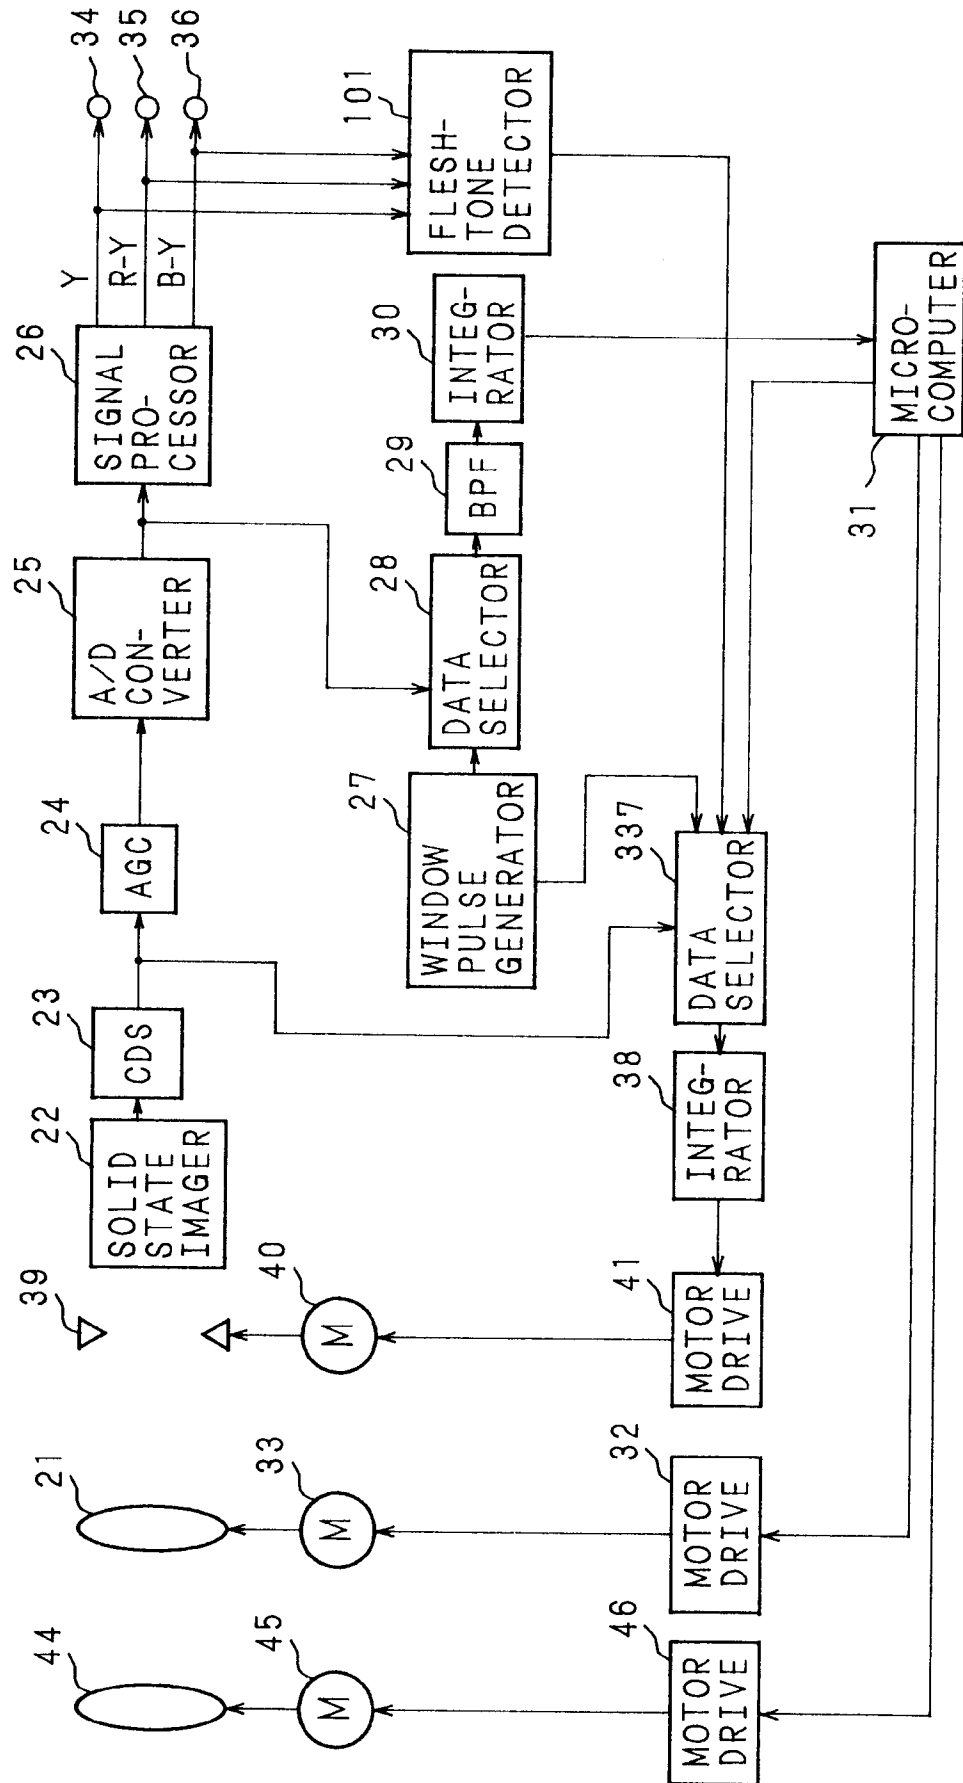 44
21
39
22
SOLID
STATE
IMAGER
23
CDS
24
AGC
25
A/D
CON-
VERTER
26
SIGNAL
PRO-
CESSOR
Y
R-Y
B-Y
34
35
36
45
M
33
M
40
M
27
WINDOW
PULSE
GENERATOR
28
DATA
SELECTOR
29
BPF
30
INTEG-
RATOR
101
FLESH-
TONE
DETECTOR
46
MOTOR
DRIVE
32
MOTOR
DRIVE
41
MOTOR
DRIVE
38
INTEG-
RATOR
337
DATA
SELECTOR
31
MICRO-
COMPUTER